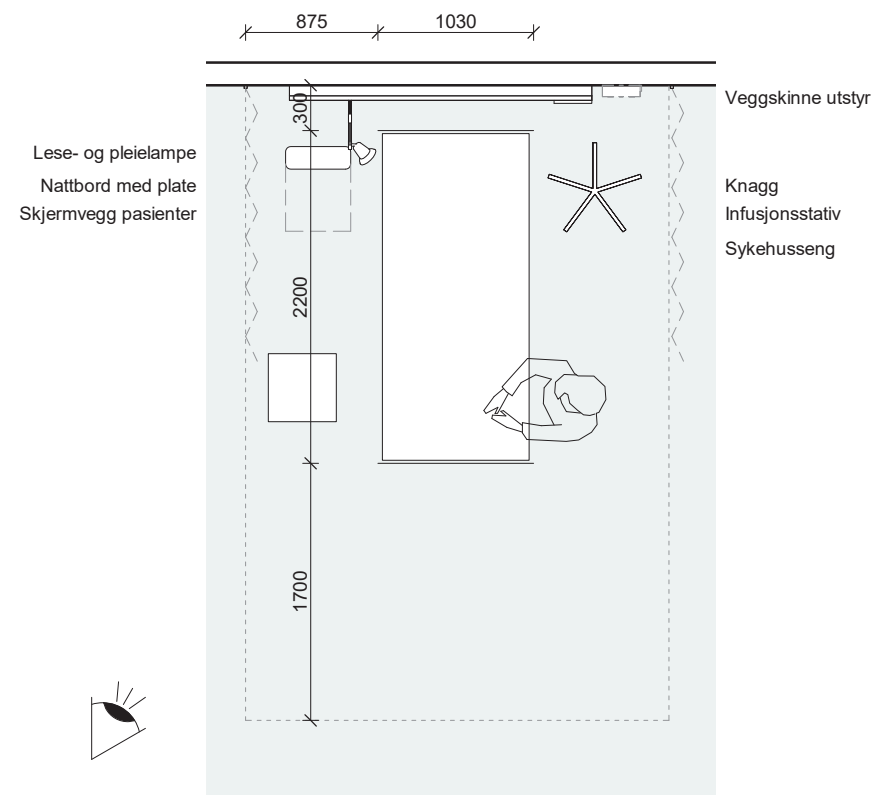 875
1030
300
Veggskinne utstyr
Lese- og pleielampe
Nattbord med plate
Knagg
Skjermvegg pasienter
Infusjonsstativ
Sykehusseng
2200
1700